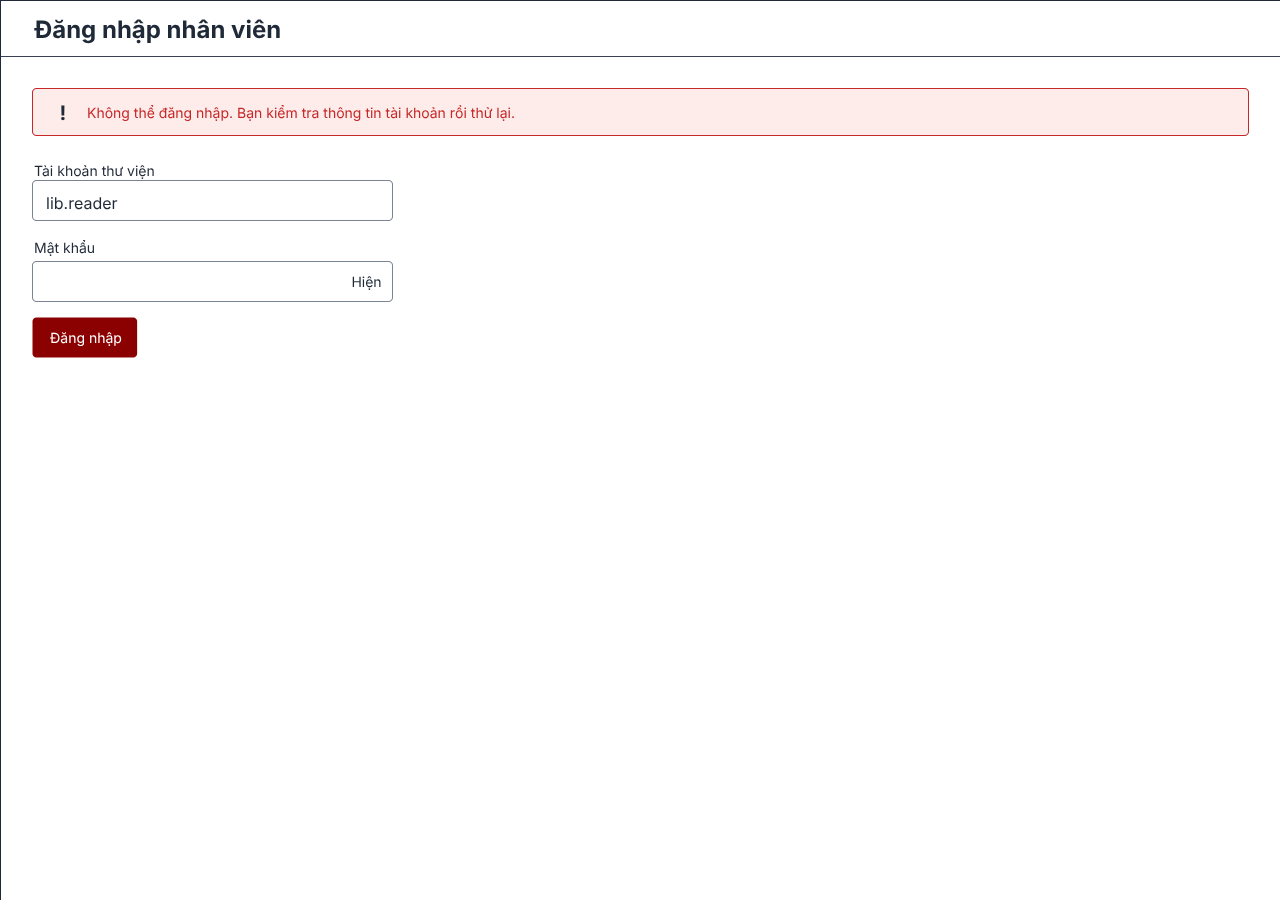 Đăng nhập nhân viên
! Không thể đăng nhập. Bạn kiểm tra thông tin tài khoản rồi thử lại.
Tài khoản thư viện
lib.reader
Mật khẩu
Hiện
Đăng nhập